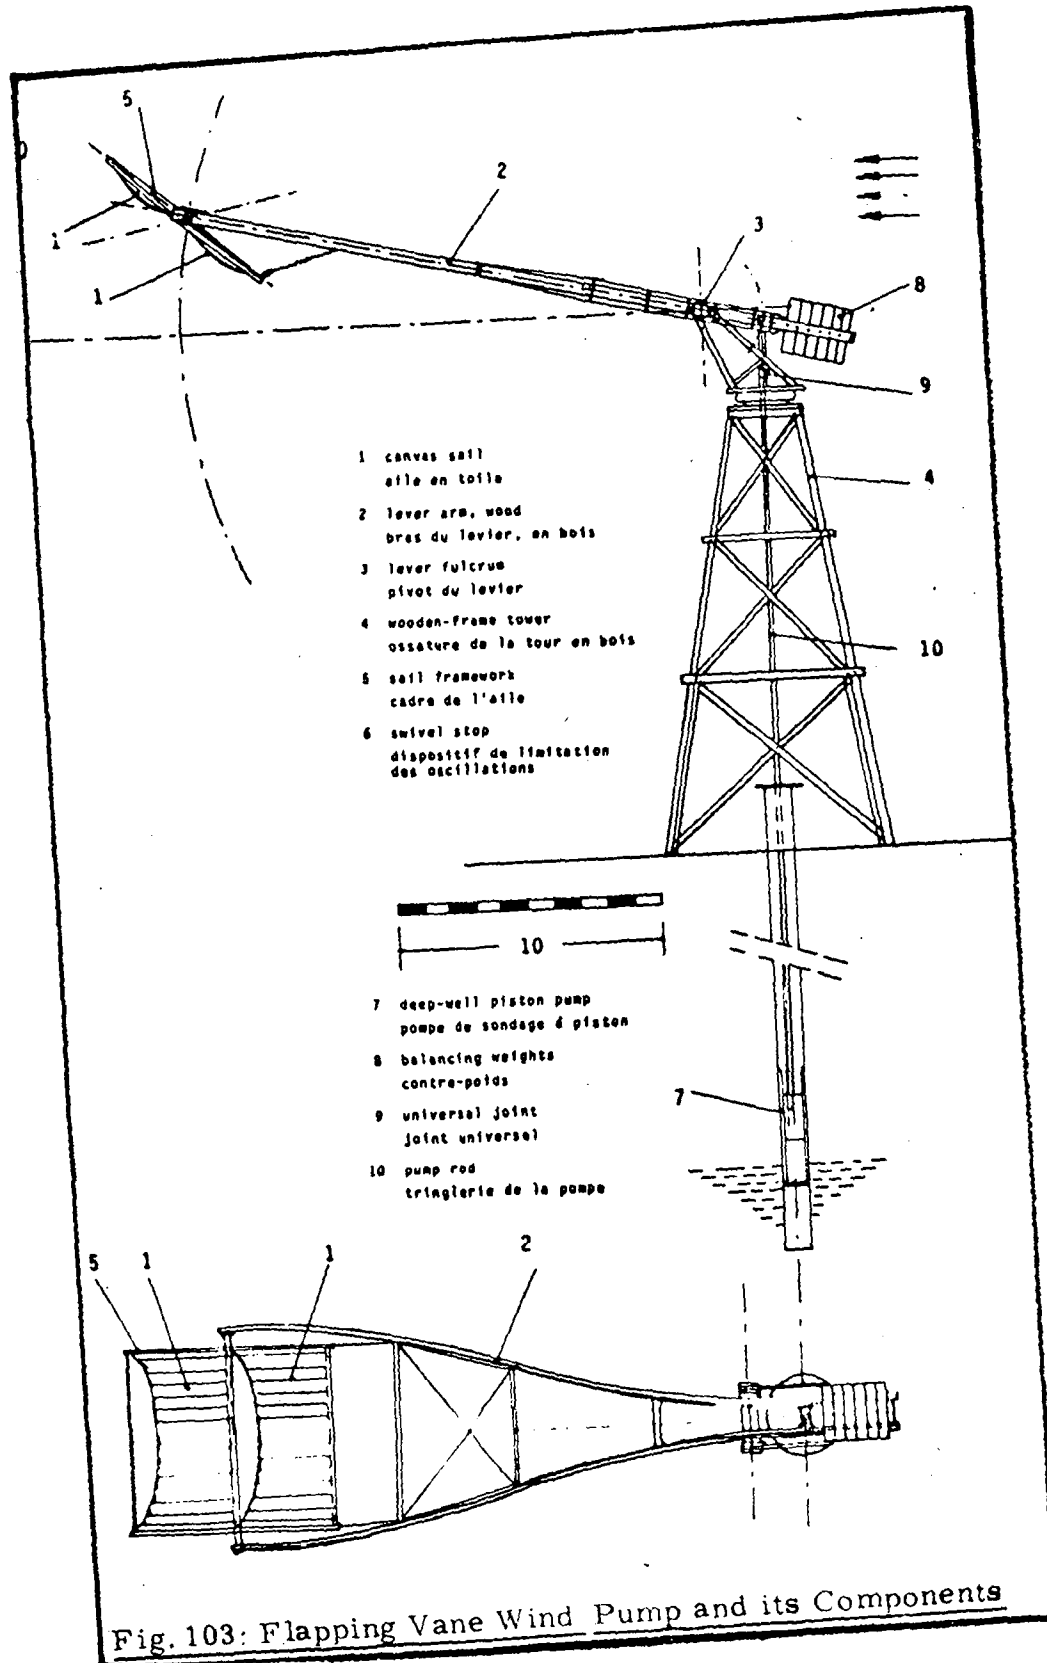 5
2
3
1
1
8
9
4
10
1 canvas sail
aile en toile
2 lever arm, wood
bras du levier, en bois
3 lever fulcrum
pivot du levier
4 wooden-frame tower
ossature de la tour en bois
5 sail framework
cadre de l'aile
6 swivel stop
dispositif de limitation
des oscillations
10
7 deep-well piston pump
pompe de sondage à piston
8 balancing weights
contre-poids
9 universal joint
joint universel
10 pump rod
tringlerie de la pompe
7
5 1 1 2
Fig. 103: Flapping Vane Wind Pump and its Components